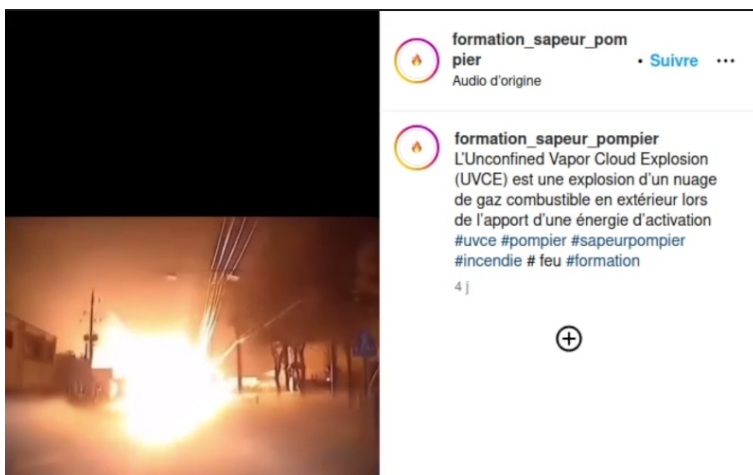 formation_sapeur_pom
pier
• Suivre
Audio d'origine
formation_sapeur_pompier
L'Unconfined Vapor Cloud Explosion
(UVCE) est une explosion d'un nuage
de gaz combustible en extérieur lors
de l'apport d'une énergie d'activation
#uvce #pompier #sapeurpompier
#incendie # feu #formation
4 j